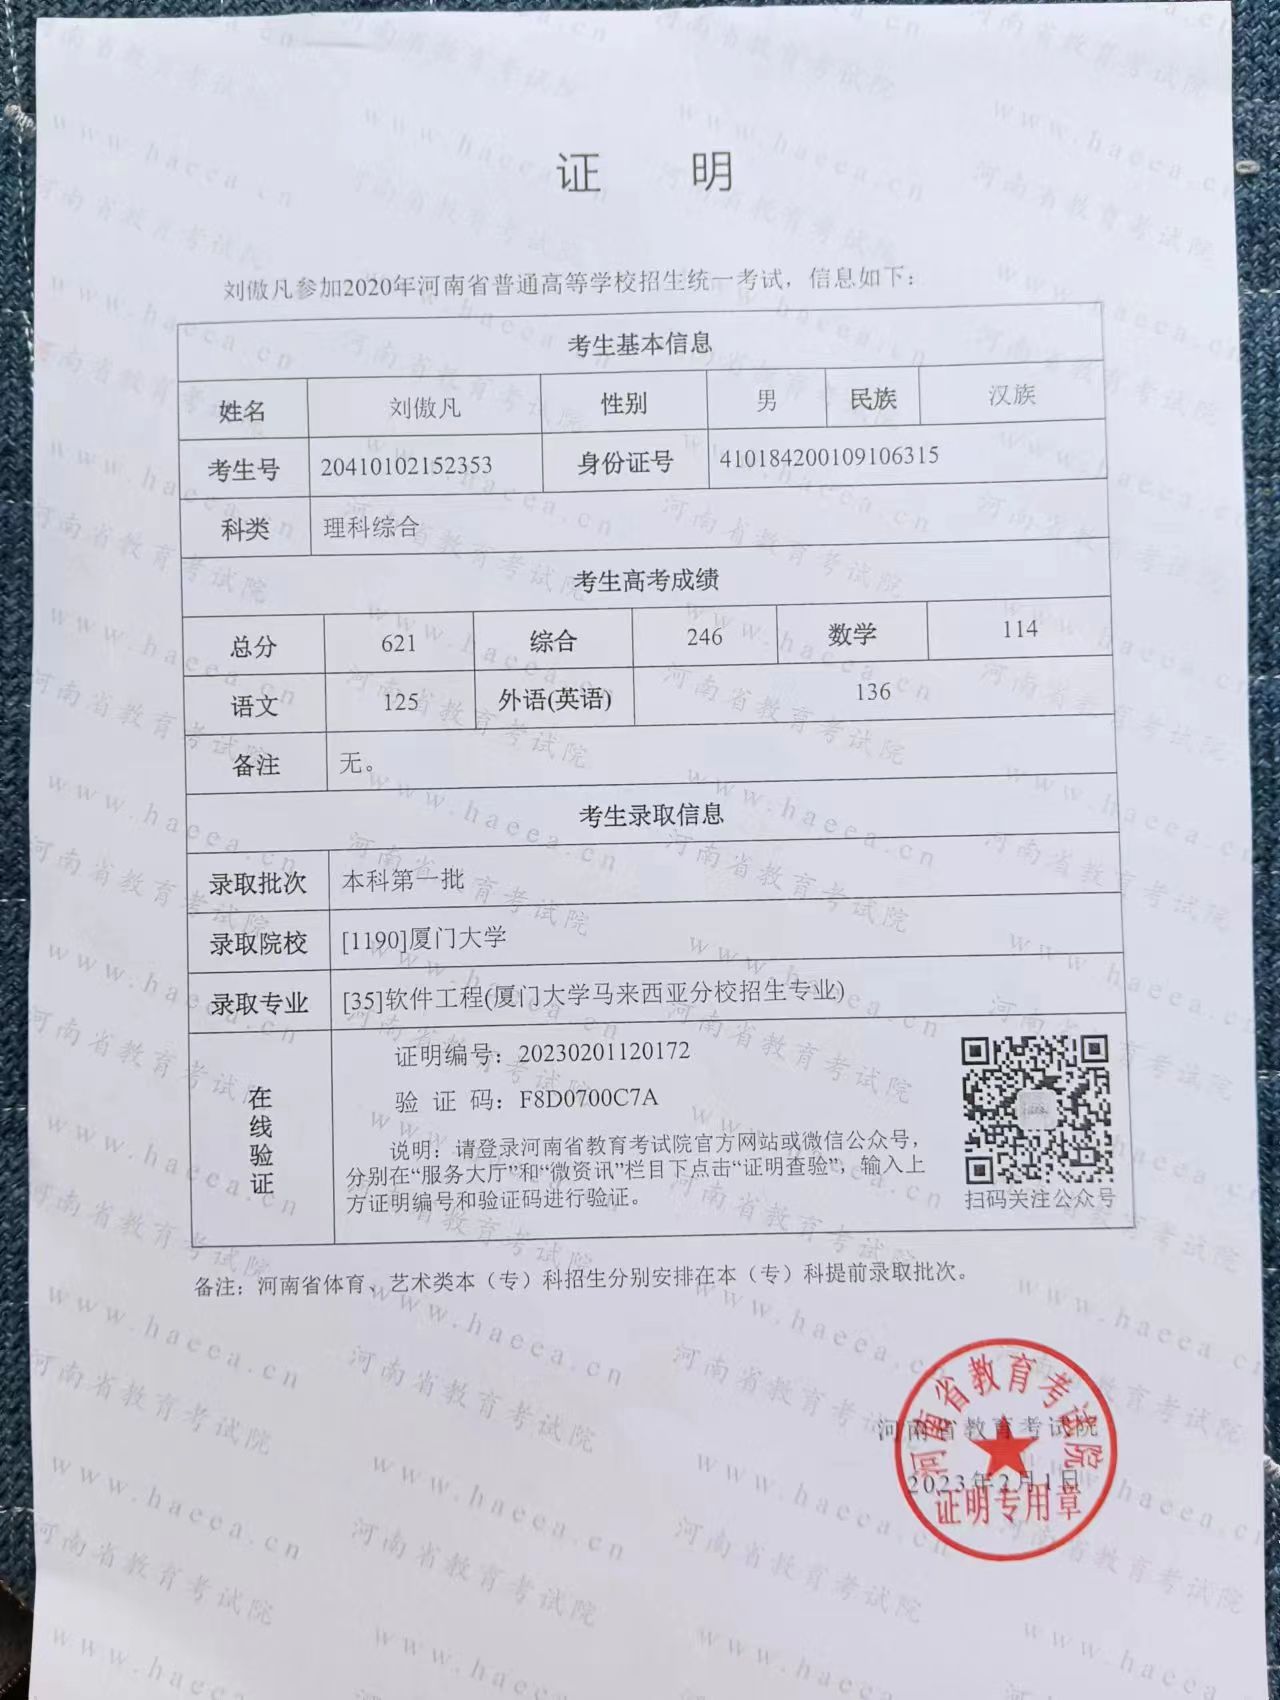 证 明
刘傲凡参加2020年河南省普通高等学校招生统一考试，信息如下：
考生基本信息
姓名 刘傲凡 性别 男 民族 汉族
考生号 20410102152353 身份证号 410184200109106315
科类 理科综合
考生高考成绩
总分 621 综合 246 数学 114
语文 125 外语(英语) 136
备注 无。
考生录取信息
录取批次 本科第一批
录取院校 [1190]厦门大学
录取专业 [35]软件工程(厦门大学马来西亚分校招生专业)
在线验证
证明编号：20230201120172
验 证 码：F8D0700C7A
说明：请登录河南省教育考试院官方网站或微信公众号，
分别在“服务大厅”和“微资讯”栏目下点击“证明查验”，输入上
方证明编号和验证码进行验证。
扫码关注公众号
备注：河南省体育、艺术类本（专）科招生分别安排在本（专）科提前录取批次。
河南省教育考试院
2023年2月1日
河南省教育考试院
证明专用章
河南省教育考试院
www.haeea.cn